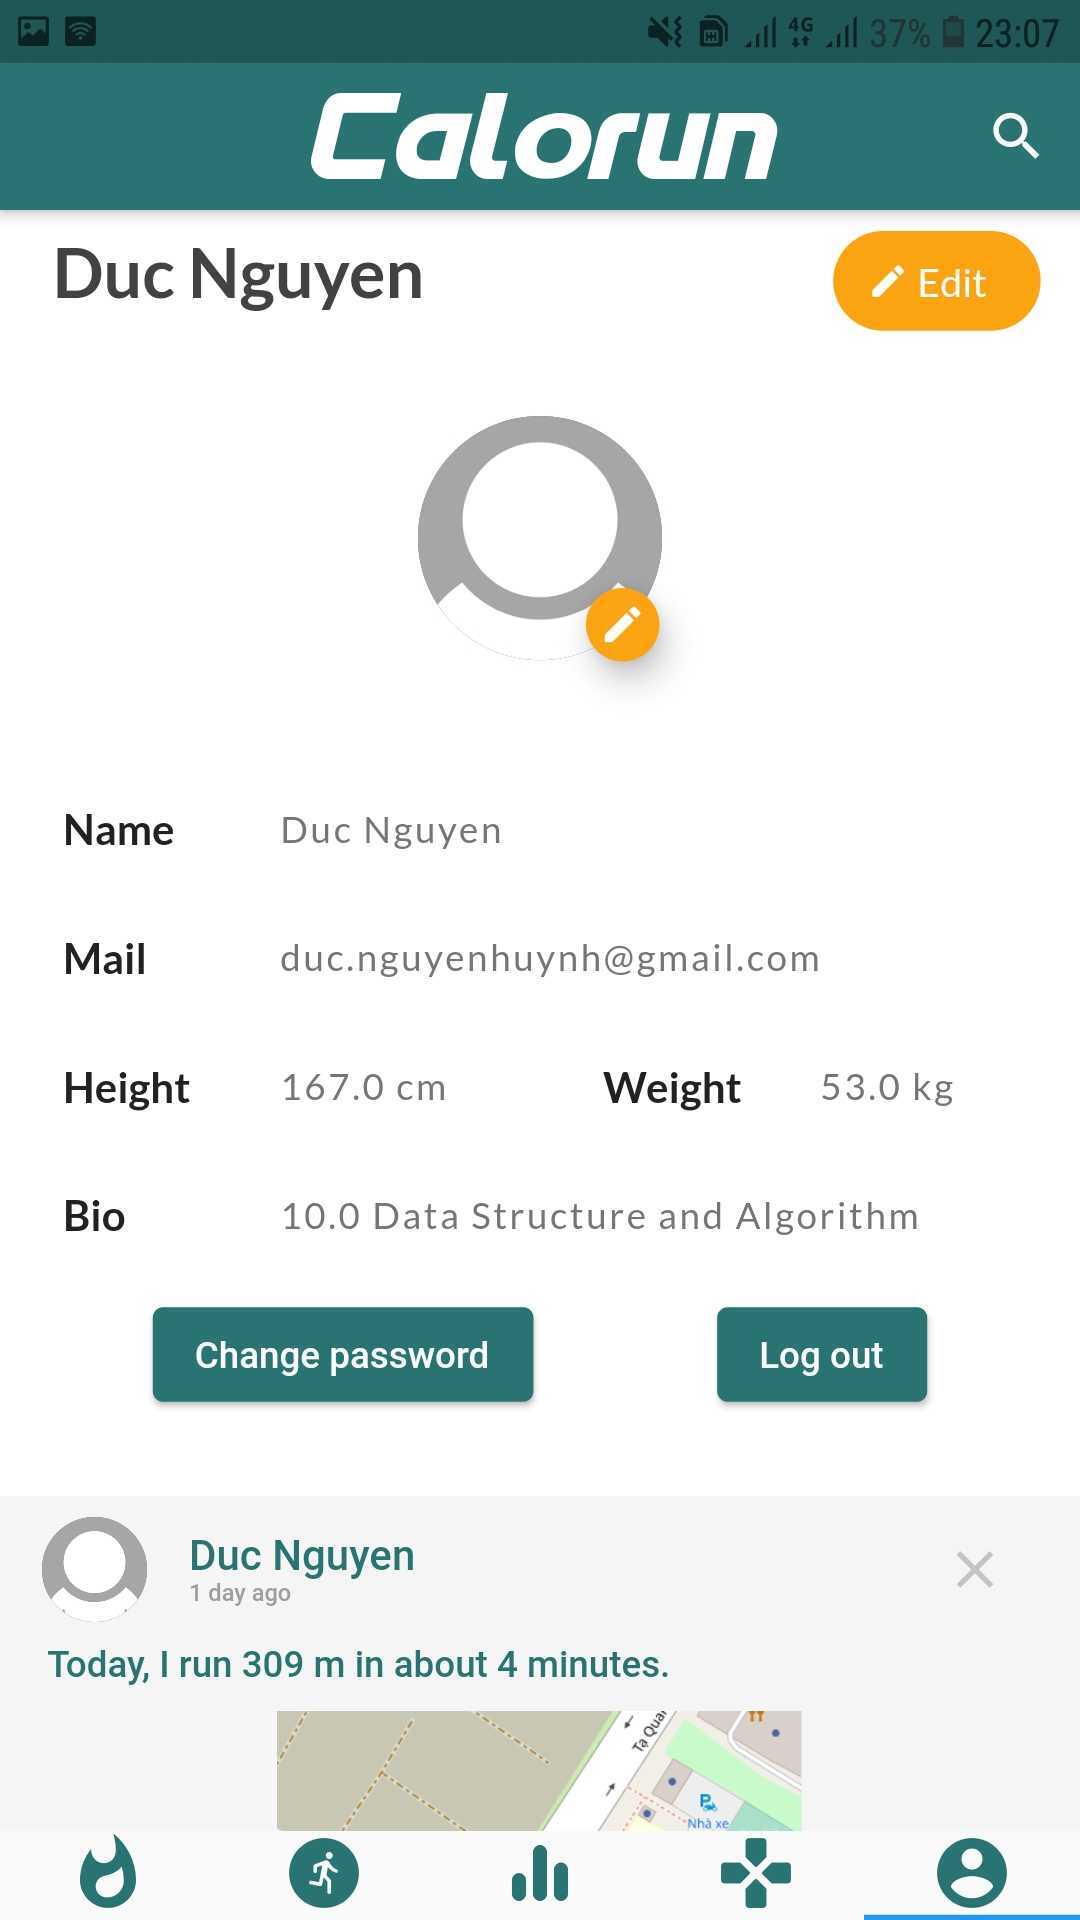 4G 37% 23:07
Calorun
Duc Nguyen
Edit
Name Duc Nguyen
Mail duc.nguyenhuynh@gmail.com
Height 167.0 cm Weight 53.0 kg
Bio 10.0 Data Structure and Algorithm
Change password Log out
Duc Nguyen
1 day ago
Today, I run 309 m in about 4 minutes.
Tạ
P
Nhà xe